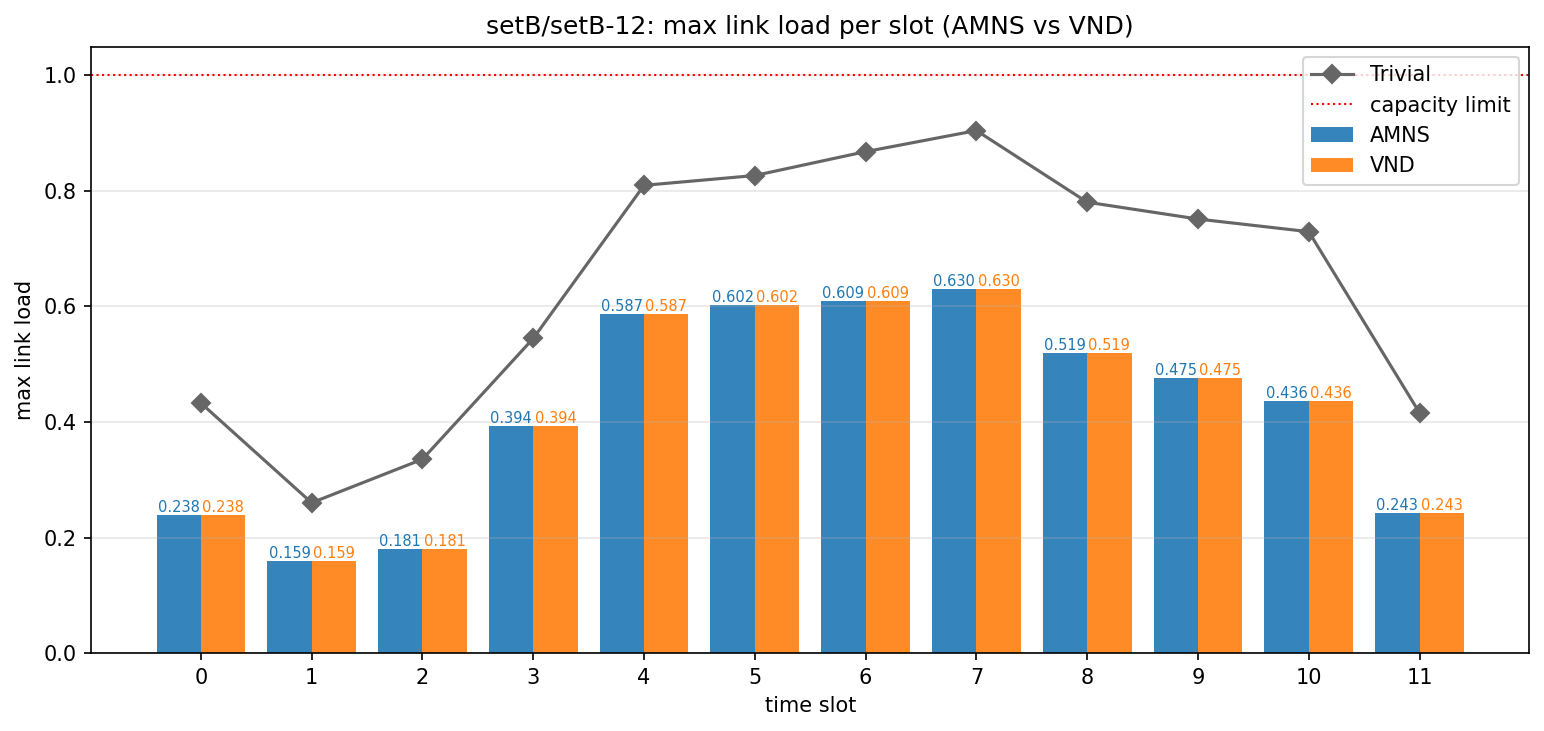 setB/setB-12: max link load per slot (AMNS vs VND)
Trivial
capacity limit
AMNS
VND
max link load
1.0
0.8
0.6
0.4
0.2
0.0
0.238 0.238
0.159 0.159
0.181 0.181
0.394 0.394
0.587 0.587
0.602 0.602
0.609 0.609
0.630 0.630
0.519 0.519
0.475 0.475
0.436 0.436
0.243 0.243
0 1 2 3 4 5 6 7 8 9 10 11
time slot